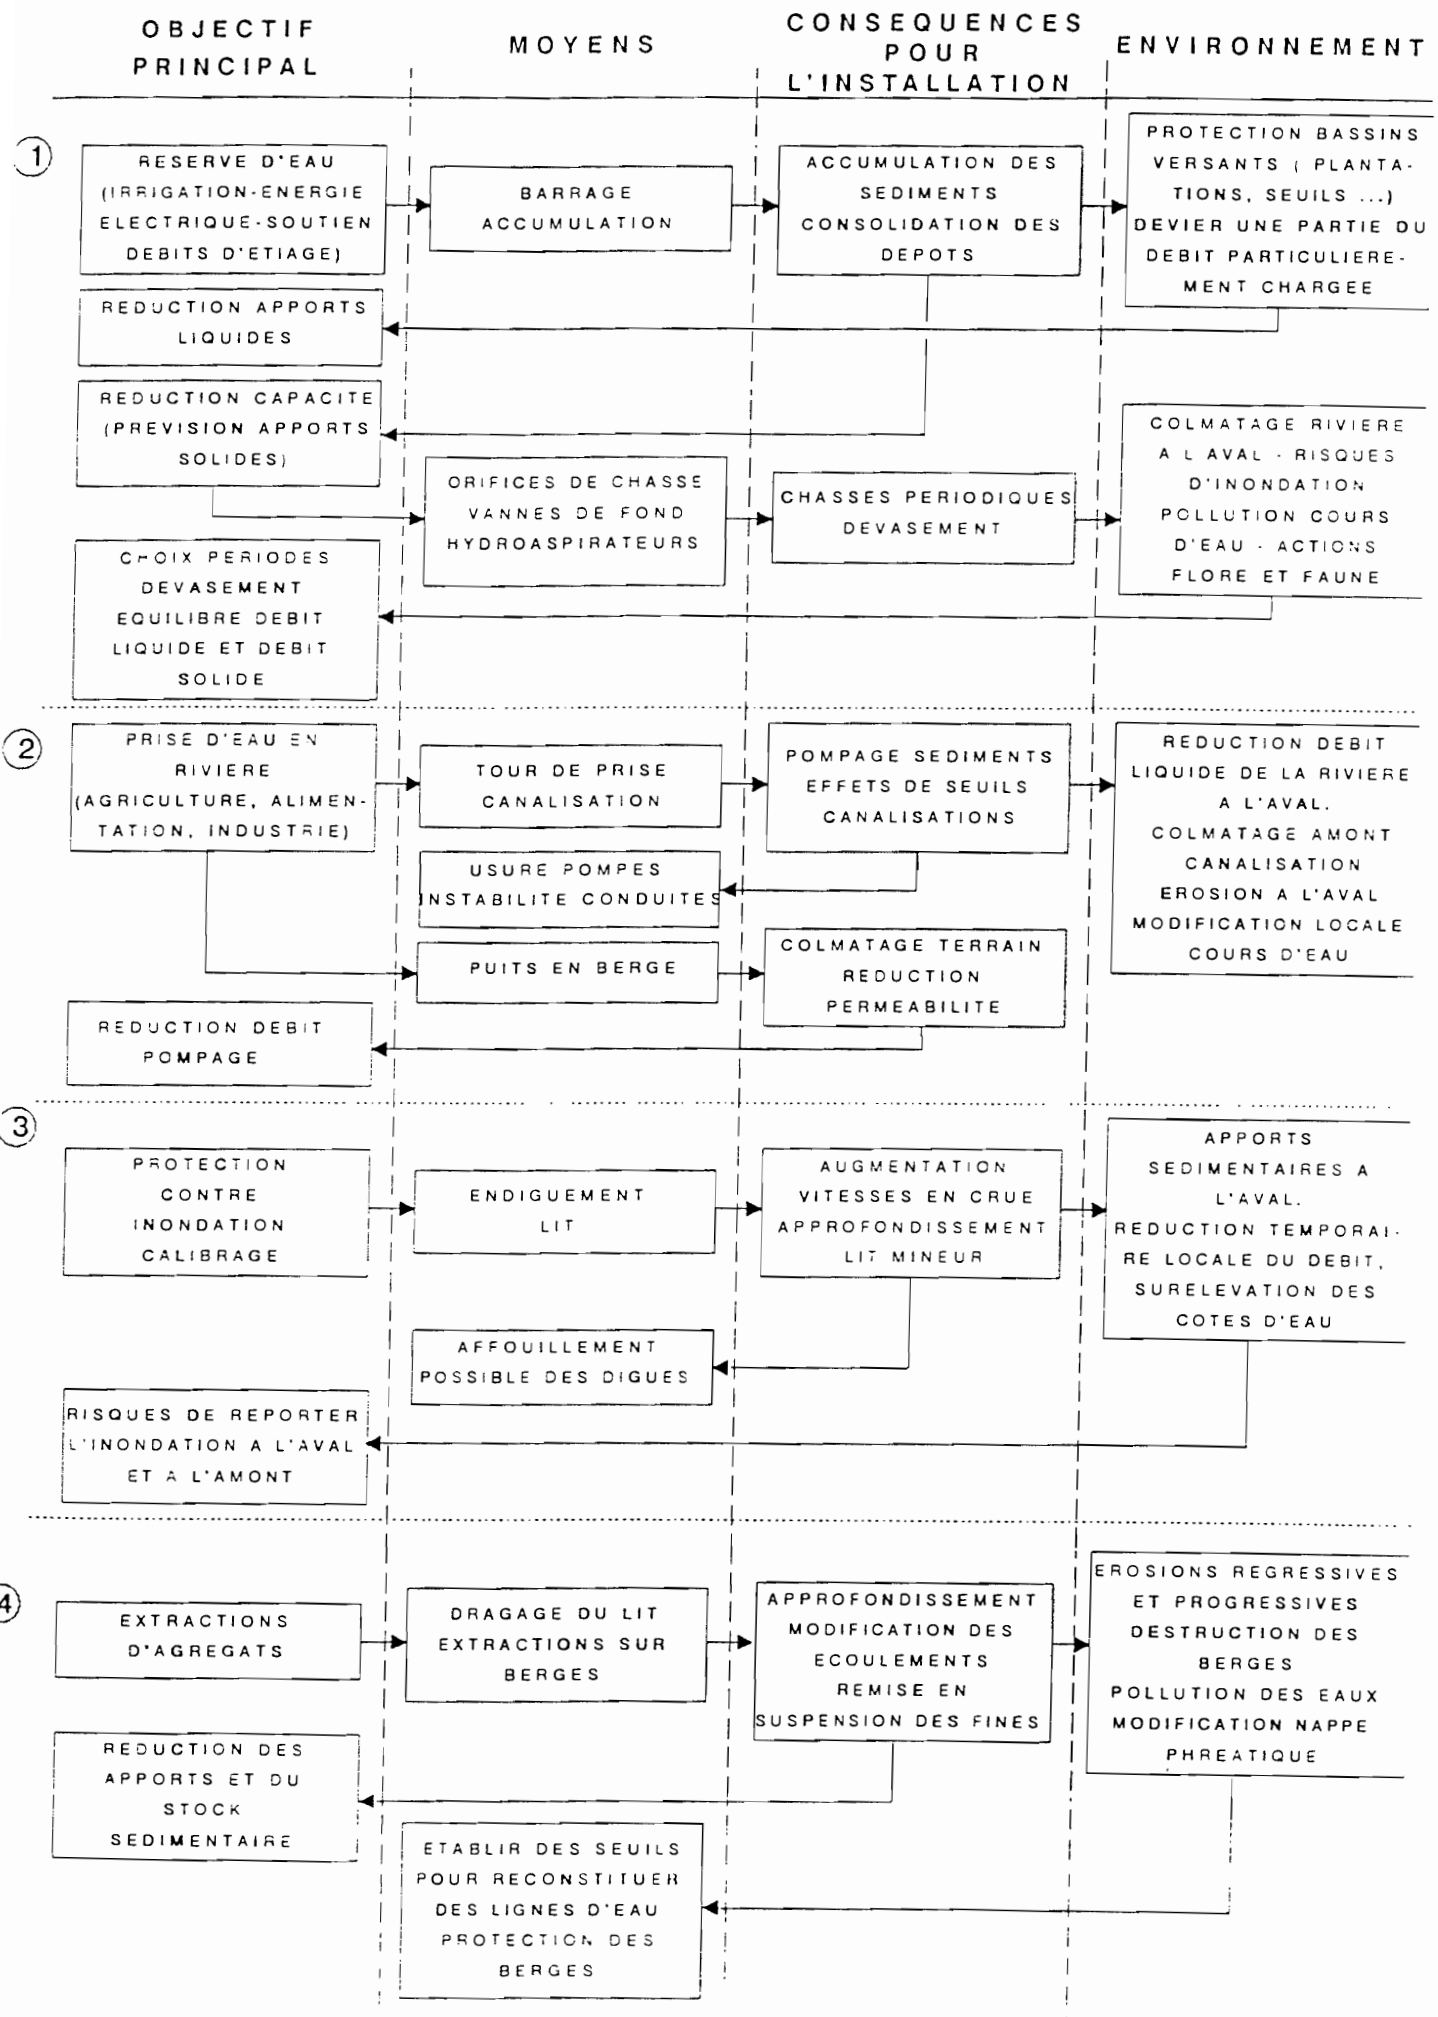 OBJECTIF
PRINCIPAL
MOYENS
CONSEQUENCES
POUR
L'INSTALLATION
ENVIRONNEMENT
1
RESERVE D'EAU
(IRRIGATION-ENERGIE
ELECTRIQUE-SOUTIEN
DEBITS D'ETIAGE)
BARRAGE
ACCUMULATION
ACCUMULATION DES
SEDIMENTS
CONSOLIDATION DES
DEPOTS
PROTECTION BASSINS
VERSANTS ( PLANTA-
TIONS, SEUILS ...)
DEVIER UNE PARTIE DU
DEBIT PARTICULIERE-
MENT CHARGEE
REDUCTION APPORTS
LIQUIDES
REDUCTION CAPACITE
(PREVISION APPORTS
SOLIDES)
ORIFICES DE CHASSE
VANNES DE FOND
HYDROASPIRATEURS
CHASSES PERIODIQUES
DEVASEMENT
COLMATAGE RIVIERE
A L AVAL - RISQUES
D'INONDATION
POLLUTION COURS
D'EAU - ACTIONS
FLORE ET FAUNE
CHOIX PERIODES
DEVASEMENT
EQUILIBRE DEBIT
LIQUIDE ET DEBIT
SOLIDE
2
PRISE D'EAU EN
RIVIERE
(AGRICULTURE, ALIMEN-
TATION, INDUSTRIE)
TOUR DE PRISE
CANALISATION
POMPAGE SEDIMENTS
EFFETS DE SEUILS
CANALISATIONS
REDUCTION DEBIT
LIQUIDE DE LA RIVIERE
A L'AVAL.
COLMATAGE AMONT
CANALISATION
EROSION A L'AVAL
MODIFICATION LOCALE
COURS D'EAU
USURE POMPES
INSTABILITE CONDUITES
PUITS EN BERGE
COLMATAGE TERRAIN
REDUCTION
PERMEABILITE
REDUCTION DEBIT
POMPAGE
3
PROTECTION
CONTRE
INONDATION
CALIBRAGE
ENDIGUEMENT
LIT
AUGMENTATION
VITESSES EN CRUE
APPROFONDISSEMENT
LIT MINEUR
APPORTS
SEDIMENTAIRES A
L'AVAL.
REDUCTION TEMPORAI-
RE LOCALE DU DEBIT,
SURELEVATION DES
COTES D'EAU
AFFOUILLEMENT
POSSIBLE DES DIGUES
RISQUES DE REPORTER
L'INONDATION A L'AVAL
ET A L'AMONT
4
EXTRACTIONS
D'AGREGATS
DRAGAGE DU LIT
EXTRACTIONS SUR
BERGES
APPROFONDISSEMENT
MODIFICATION DES
ECOULEMENTS
REMISE EN
SUSPENSION DES FINES
EROSIONS REGRESSIVES
ET PROGRESSIVES
DESTRUCTION DES
BERGES
POLLUTION DES EAUX
MODIFICATION NAPPE
PHREATIQUE
REDUCTION DES
APPORTS ET DU
STOCK
SEDIMENTAIRE
ETABLIR DES SEUILS
POUR RECONSTITUER
DES LIGNES D'EAU
PROTECTION DES
BERGES